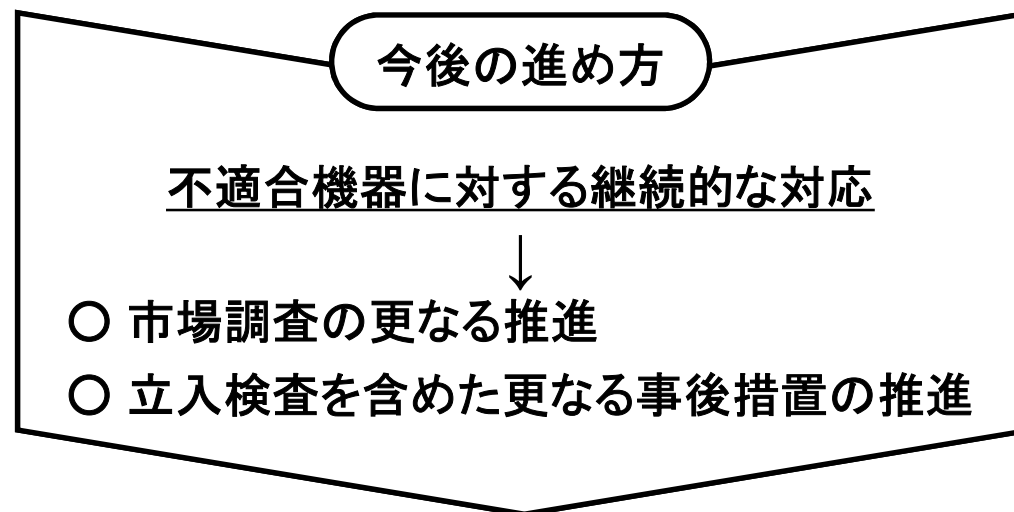 今後の進め方
不適合機器に対する継続的な対応
↓
○ 市場調査の更なる推進
○ 立入検査を含めた更なる事後措置の推進